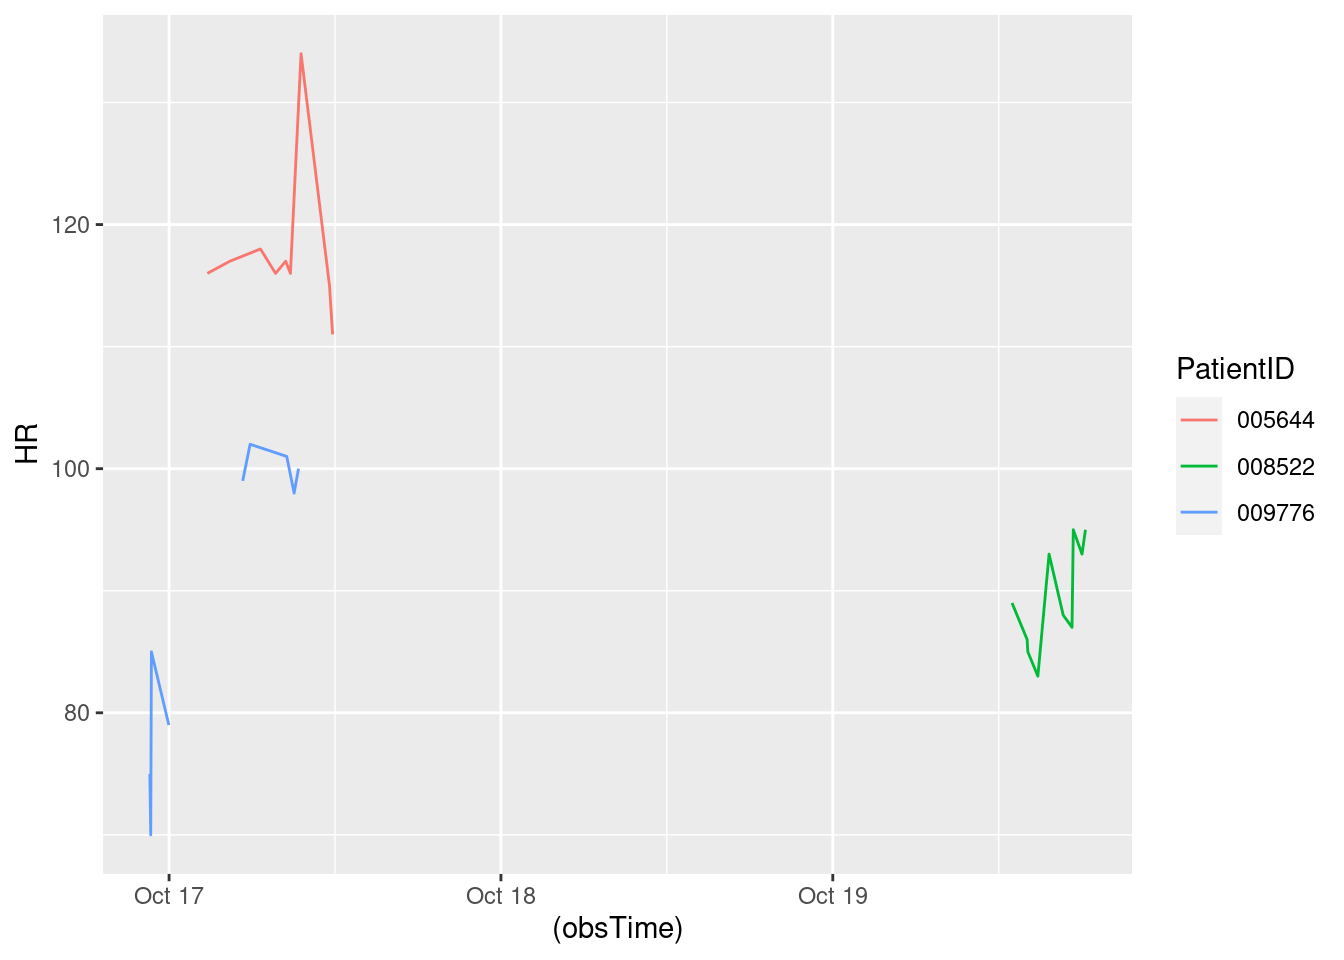 120
100
80
HR
Oct 17
Oct 18
Oct 19
(obsTime)
PatientID
005644
008522
009776